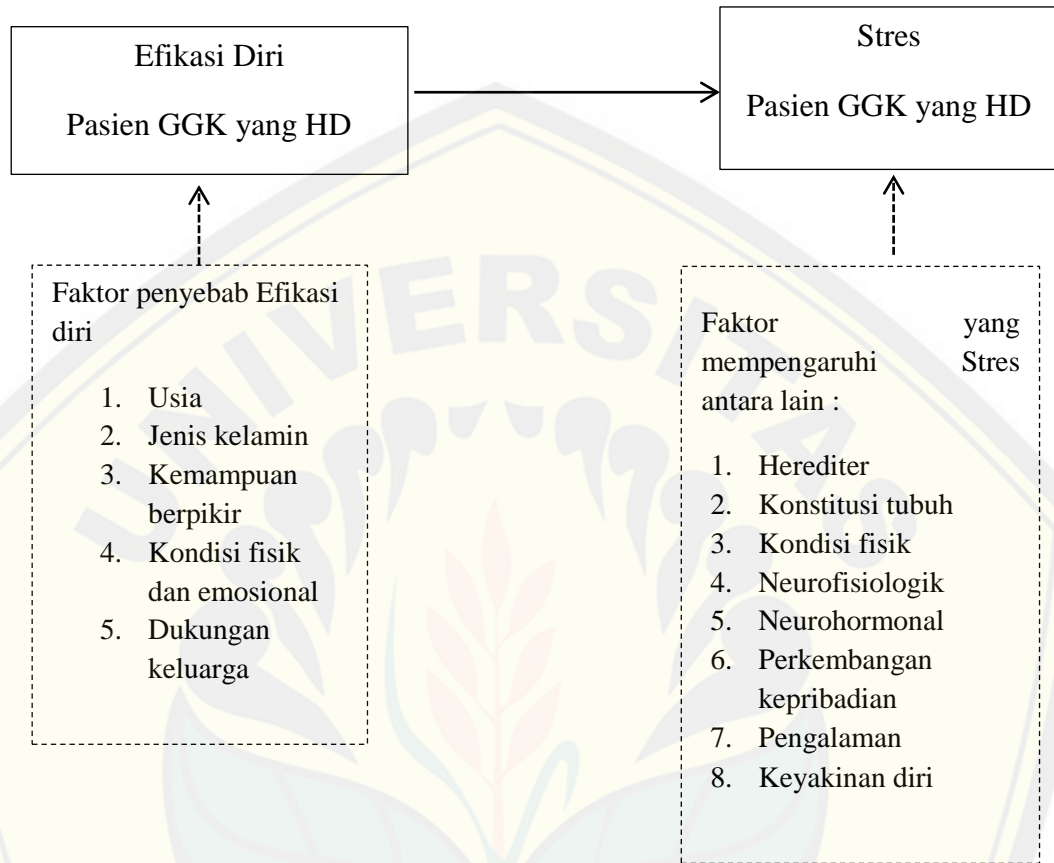 Efikasi Diri
Pasien GGK yang HD
Stres
Pasien GGK yang HD
Faktor penyebab Efikasi
diri
1. Usia
2. Jenis kelamin
3. Kemampuan
berpikir
4. Kondisi fisik
dan emosional
5. Dukungan
keluarga
Faktor yang
mempengaruhi Stres
antara lain :
1. Herediter
2. Konstitusi tubuh
3. Kondisi fisik
4. Neurofisiologik
5. Neurohormonal
6. Perkembangan
kepribadian
7. Pengalaman
8. Keyakinan diri
UNIVERSITAS